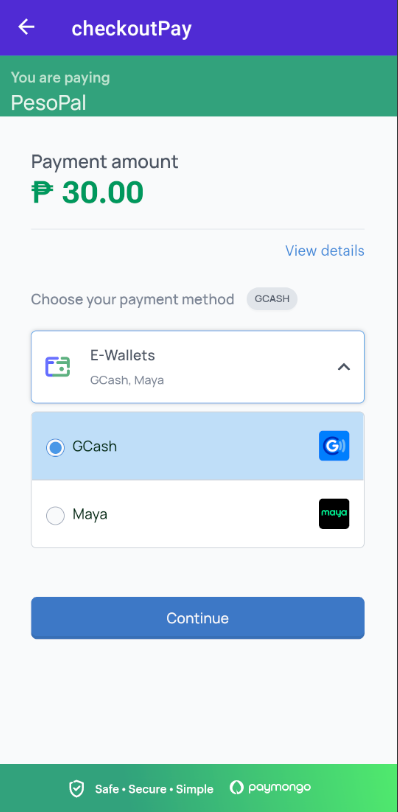 checkoutPay
You are paying
PesoPal
Payment amount
₱ 30.00
View details
Choose your payment method GCASH
E-Wallets
GCash, Maya
GCash
G
Maya
maya
Continue
Safe • Secure • Simple paymongo